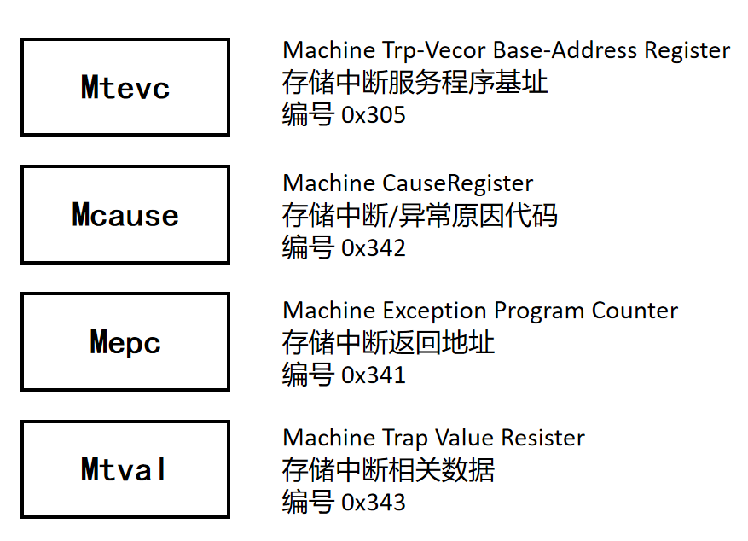 Mtevc
Machine Trp-Vecor Base-Address Register
存储中断服务程序基址
编号 0x305
Mcause
Machine CauseRegister
存储中断/异常原因代码
编号 0x342
Mepc
Machine Exception Program Counter
存储中断返回地址
编号 0x341
Mtval
Machine Trap Value Resister
存储中断相关数据
编号 0x343